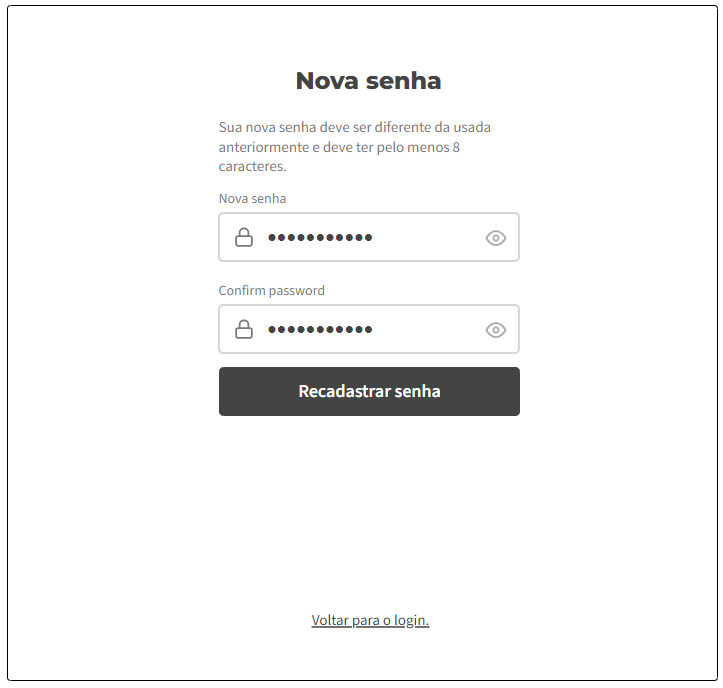 Nova senha
Sua nova senha deve ser diferente da usada
anteriormente e deve ter pelo menos 8
caracteres.
Nova senha
•••••••••••
Confirm password
•••••••••••
Recadastrar senha
Voltar para o login.